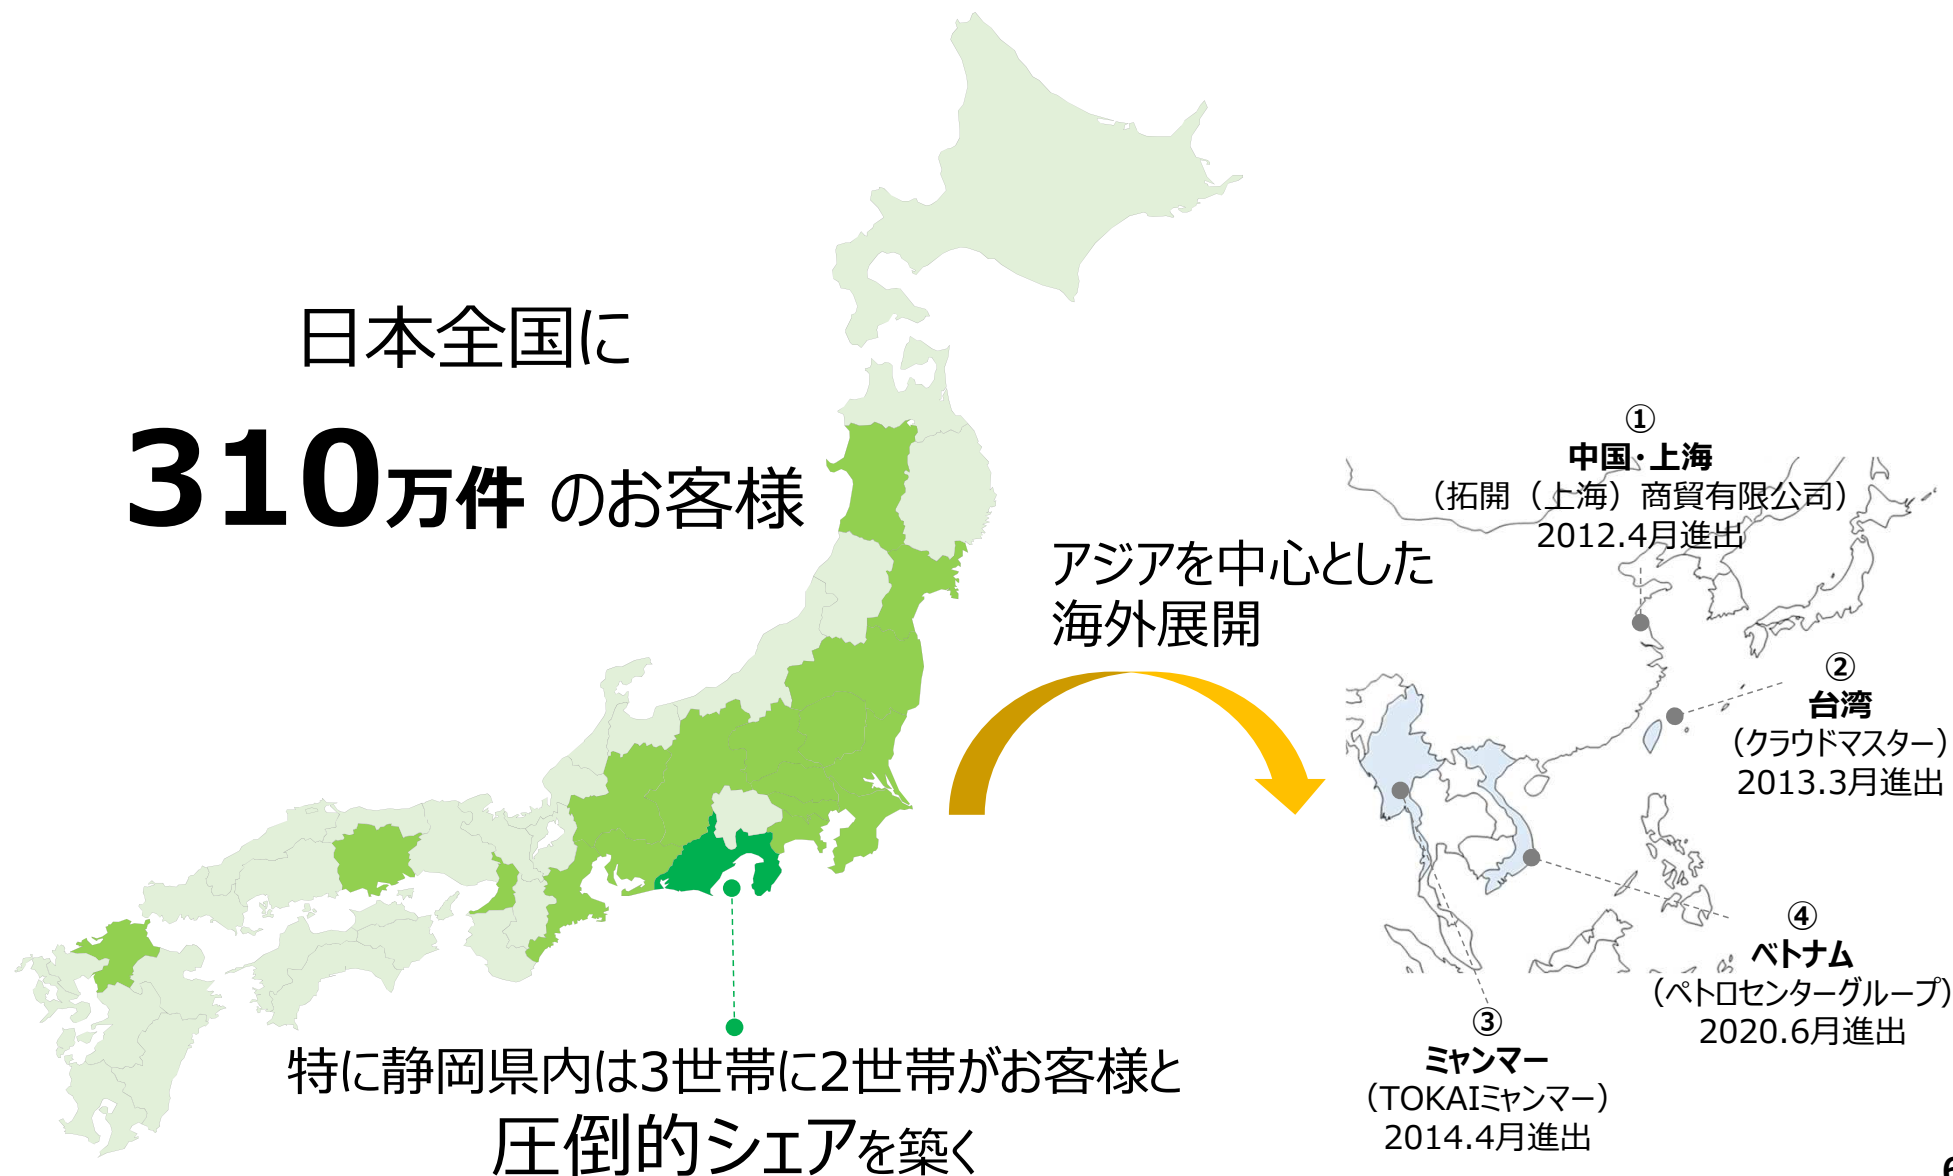 日本全国に
310万件 のお客様
アジアを中心とした
海外展開
特に静岡県内は3世帯に2世帯がお客様と
圧倒的シェアを築く
①
中国・上海
（拓開（上海）商貿有限公司）
2012.4月進出
②
台湾
（クラウドマスター）
2013.3月進出
④
ベトナム
（ペトロセンターグループ）
2020.6月進出
③
ミャンマー
（TOKAIミャンマー）
2014.4月進出